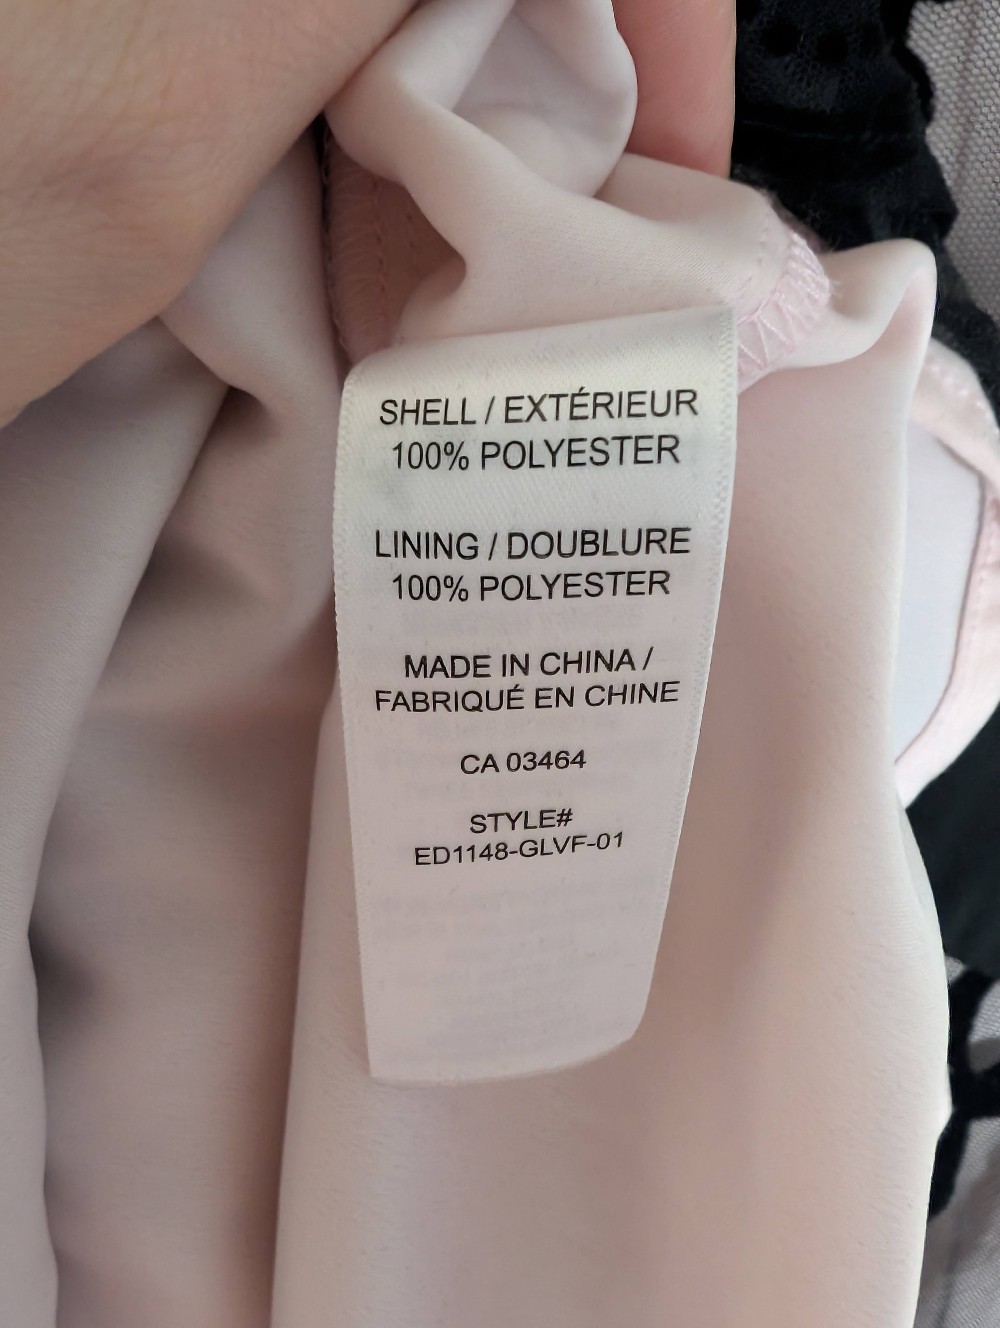 SHELL / EXTÉRIEUR
100% POLYESTER
LINING / DOUBLURE
100% POLYESTER
MADE IN CHINA /
FABRIQUÉ EN CHINE
CA 03464
STYLE#
ED1148-GLVF-01